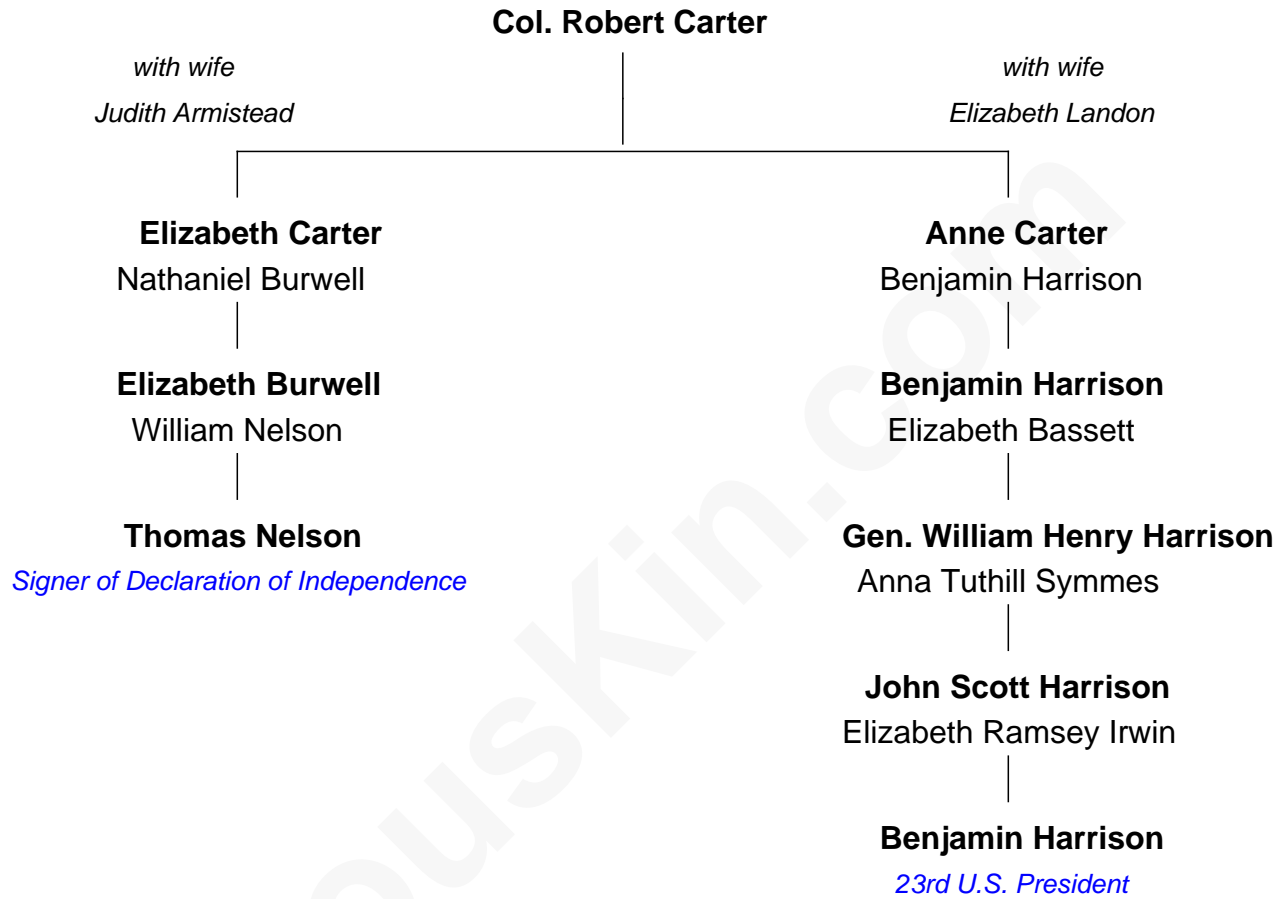 Col. Robert Carter
with wife
Judith Armistead
with wife
Elizabeth Landon
Elizabeth Carter
Nathaniel Burwell
Anne Carter
Benjamin Harrison
Elizabeth Burwell
William Nelson
Benjamin Harrison
Elizabeth Bassett
Thomas Nelson
Signer of Declaration of Independence
Gen. William Henry Harrison
Anna Tuthill Symmes
John Scott Harrison
Elizabeth Ramsey Irwin
Benjamin Harrison
23rd U.S. President
ousKin.com